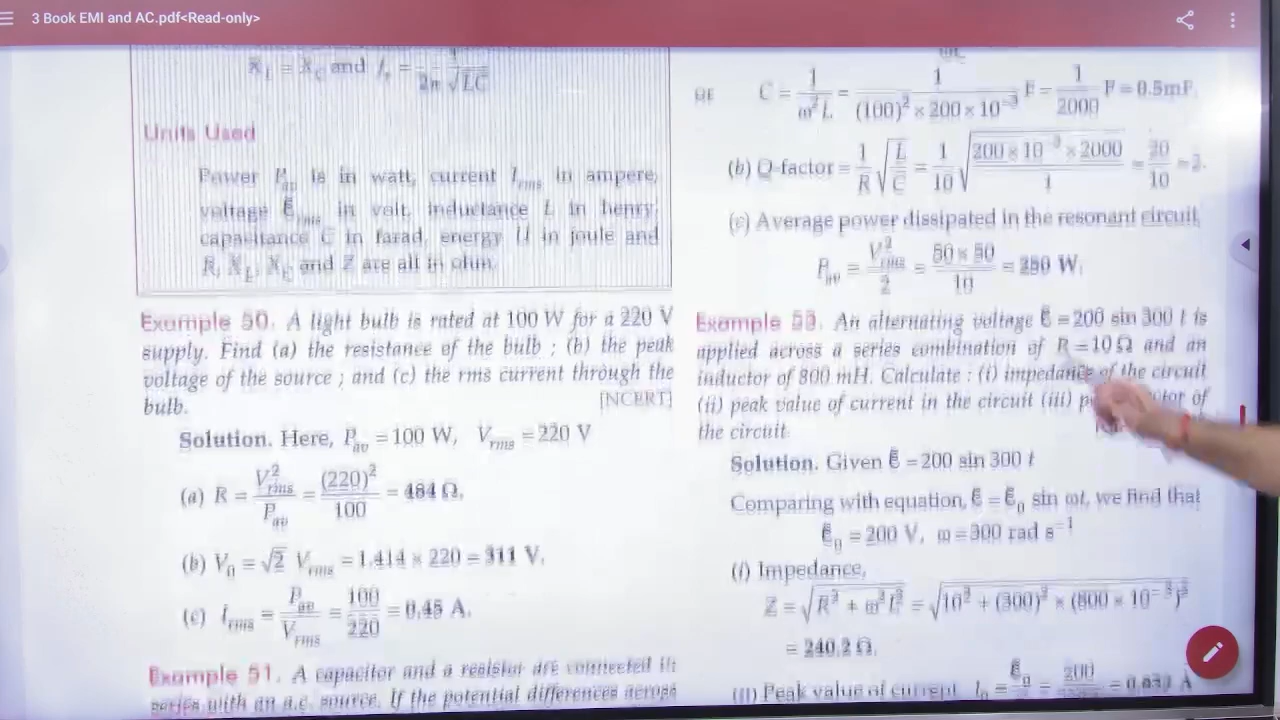 3 Book EMI and AC.pdf<Read-only>
X_L = X_C and f_r = 1/2π √LC
Units Used
Power P_av is in watt, current I_rms in ampere,
voltage ℰ_rms in volt, inductance L in henry,
capacitance C in farad, energy U in joule and
R, X_L, X_C and Z are all in ohm.
Example 50. A light bulb is rated at 100 W for a 220 V
supply. Find (a) the resistance of the bulb ; (b) the peak
voltage of the source ; and (c) the rms current through the
bulb. [NCERT]
Solution. Here, P_av = 100 W, V_rms = 220 V
(a) R = V²_rms/P_av = (220)²/100 = 484 Ω.
(b) V_0 = √2 V_rms = 1.414 × 220 = 311 V.
(c) I_rms = P_av/V_rms = 100/220 = 0.45 A.
Example 51. A capacitor and a resistor are connected in
series with an a.c. source. If the potential differences across
or C = 1/ω²L = 1/(100)² × 200 × 10⁻³ F = 1/2000 F = 0.5mF.
(b) Q-factor = 1/R √L/C = 1/10 √200 × 10⁻³ × 2000/1 = 20/10 = 2.
(c) Average power dissipated in the resonant circuit,
P_av = V²_rms/2 = 50 × 50/10 = 250 W.
Example 53. An alternating voltage ℰ = 200 sin 300 t is
applied across a series combination of R = 10 Ω and an
inductor of 800 mH. Calculate : (i) impedance of the circuit
(ii) peak value of current in the circuit (iii) of
the circuit.
Solution. Given ℰ = 200 sin 300 t
Comparing with equation, ℰ = ℰ_0 sin ωt, we find that
ℰ_0 = 200 V, ω = 300 rad s⁻¹
(i) Impedance,
Z = √R² + ω²L² = √10² + (300)² × (800 × 10⁻³)²
= 240.2 Ω.
(ii) Peak value of current I_0 = ℰ_0/ = 200/ = A